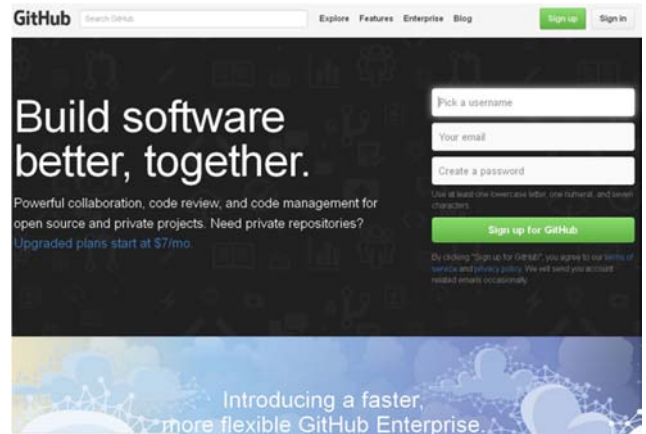 GitHub Search GitHub Explore Features Enterprise Blog Sign up Sign in
Build software
better, together.
Powerful collaboration, code review, and code management for
open source and private projects. Need private repositories?
Upgraded plans start at $7/mo.
Pick a username
Your email
Create a password
Use at least one lowercase letter, one numeral, and seven
characters.
Sign up for GitHub
By clicking "Sign up for GitHub", you agree to our terms of
service and privacy policy. We will send you account
related emails occasionally.
Introducing a faster,
more flexible GitHub Enterprise.